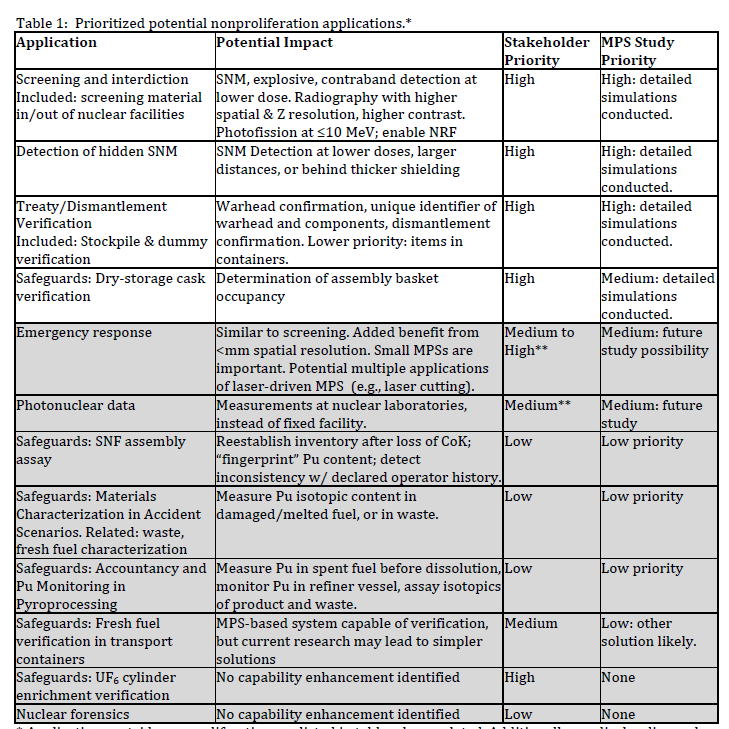 Table 1:  Prioritized potential nonproliferation applications.*
Application
Potential Impact
Stakeholder
Priority
MPS Study
Priority
Screening and interdiction
Included: screening material
in/out of nuclear facilities
SNM, explosive, contraband detection at
lower dose. Radiography with higher
spatial & Z resolution, higher contrast.
Photofission at ≤10 MeV; enable NRF
High
High: detailed
simulations
conducted.
Detection of hidden SNM
SNM Detection at lower doses, larger
distances, or behind thicker shielding
High
High: detailed
simulations
conducted.
Treaty/Dismantlement
Verification
Included: Stockpile & dummy
verification
Warhead confirmation, unique identifier of
warhead and components, dismantlement
confirmation. Lower priority: items in
containers.
High
High: detailed
simulations
conducted.
Safeguards: Dry-storage cask
verification
Determination of assembly basket
occupancy
High
Medium: detailed
simulations
conducted.
Emergency response
Similar to screening. Added benefit from
<mm spatial resolution. Small MPSs are
important. Potential multiple applications
of laser-driven MPS  (e.g., laser cutting).
Medium to
High**
Medium: future
study possibility
Photonuclear data
Measurements at nuclear laboratories,
instead of fixed facility.
Medium**
Medium: future
study
Safeguards: SNF assembly
assay
Reestablish inventory after loss of CoK;
“fingerprint” Pu content; detect
inconsistency w/ declared operator history.
Low
Low priority
Safeguards: Materials
Characterization in Accident
Scenarios. Related: waste,
fresh fuel characterization
Measure Pu isotopic content in
damaged/melted fuel, or in waste.
Low
Low priority
Safeguards: Accountancy and
Pu Monitoring in
Pyroprocessing
Measure Pu in spent fuel before dissolution,
monitor Pu in refiner vessel, assay isotopics
of product and waste.
Low
Low priority
Safeguards: Fresh fuel
verification in transport
containers
MPS-based system capable of verification,
but current research may lead to simpler
solutions
Medium
Low: other
solution likely.
Safeguards: UF6 cylinder
enrichment verification
No capability enhancement identified
High
None
Nuclear forensics
No capability enhancement identified
Low
None